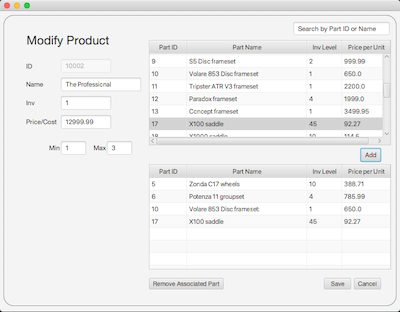 Search by Part ID or Name
Modify Product
ID 10002
Name The Professional
Inv 1
Price/Cost 12999.99
Min 1 Max 3
Part ID Part Name Inv Level Price per Unit
9 S5 Disc frameset 2 999.99
10 Volare 853 Disc frameset 1 650.0
11 Tripster ATR V3 frameset 1 2200.0
12 Paradox frameset 4 1999.0
13 Concept frameset 1 3499.95
17 X100 saddle 45 92.27
18 X1000 saddle 10 114.5
Add
Part ID Part Name Inv Level Price per Unit
5 Zonda C17 wheels 10 388.71
6 Potenza 11 groupset 4 785.99
10 Volare 853 Disc frameset 1 650.0
17 X100 saddle 45 92.27
Remove Associated Part
Save Cancel